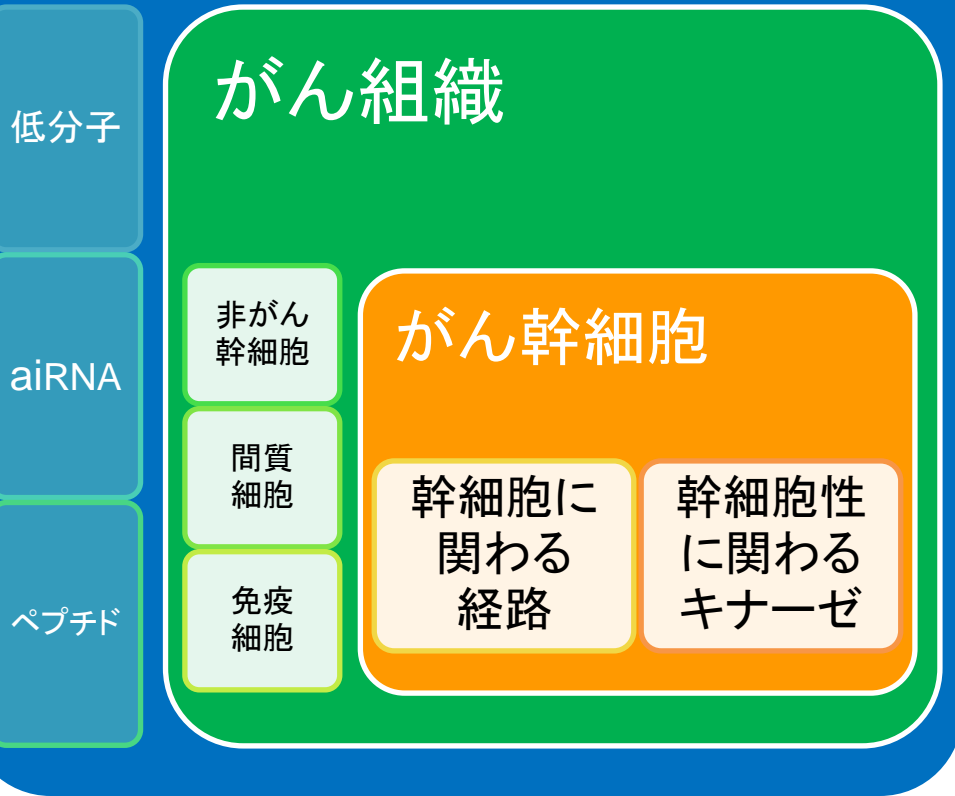 低分子
aiRNA
ペプチド
がん組織
非がん
幹細胞
間質
細胞
免疫
細胞
がん幹細胞
幹細胞に
関わる
経路
幹細胞性
に関わる
キナーゼ